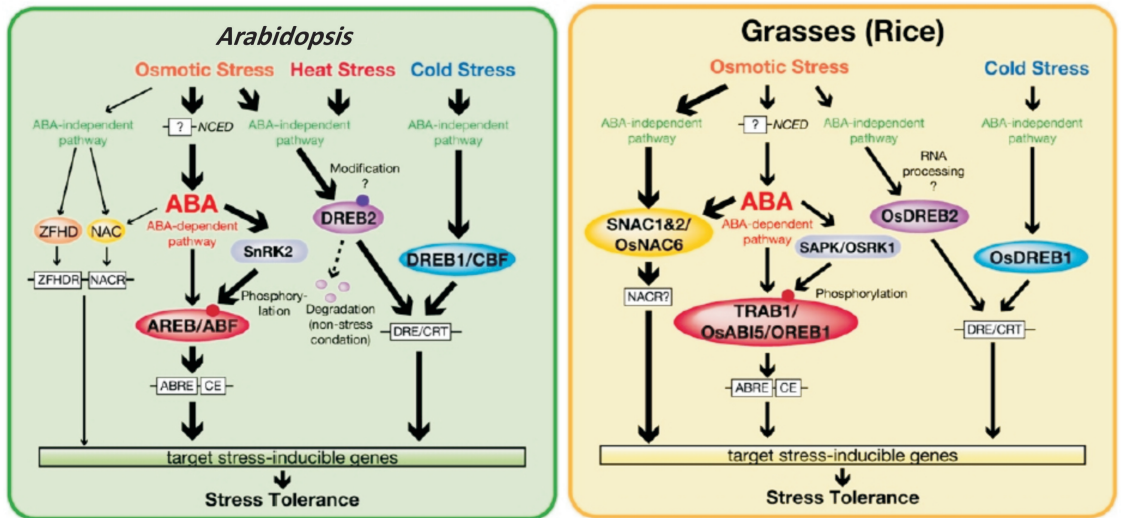 Arabidopsis
Osmotic Stress Heat Stress Cold Stress
ABA-independent
pathway
? NCED
ABA-independent
pathway
ABA-independent
pathway
Modification
?
ABA
ABA-dependent
pathway
DREB2
ZFHD NAC
SnRK2
DREB1/CBF
ZFHDR NACR
Phosphory-
lation
Degradation
(non-stress
condation)
AREB/ABF
DRE/CRT
ABRE CE
target stress-inducible genes
Stress Tolerance
Grasses (Rice)
Osmotic Stress Cold Stress
ABA-independent
pathway
? NCED
ABA-independent
pathway
ABA-independent
pathway
RNA
processing
?
ABA
ABA-dependent
pathway
OsDREB2
SNAC1&2/
OsNAC6
SAPK/OSRK1
OsDREB1
NACR?
Phosphorylation
TRAB1/
OsABI5/OREB1
DRE/CRT
ABRE CE
target stress-inducible genes
Stress Tolerance